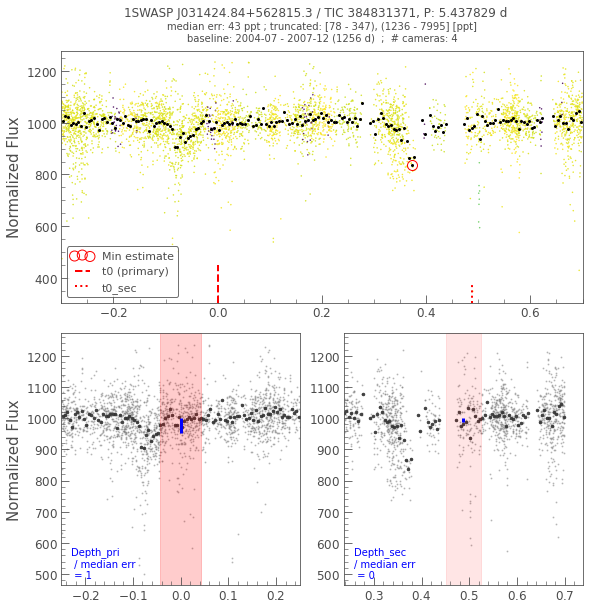 1SWASP J031424.84+562815.3 / TIC 384831371, P: 5.437829 d
median err: 43 ppt ; truncated: [78 - 347), (1236 - 7995] [ppt]
baseline: 2004-07 - 2007-12 (1256 d)  ;  # cameras: 4
Normalized Flux
1200
1000
800
600
400
Min estimate
t0 (primary)
t0_sec
−0.2
0.0
0.2
0.4
0.6
Normalized Flux
1200
1100
1000
900
800
700
600
500
Depth_pri
/ median err
= 1
−0.2
−0.1
0.0
0.1
0.2
Depth_sec
/ median err
= 0
0.3
0.4
0.5
0.6
0.7